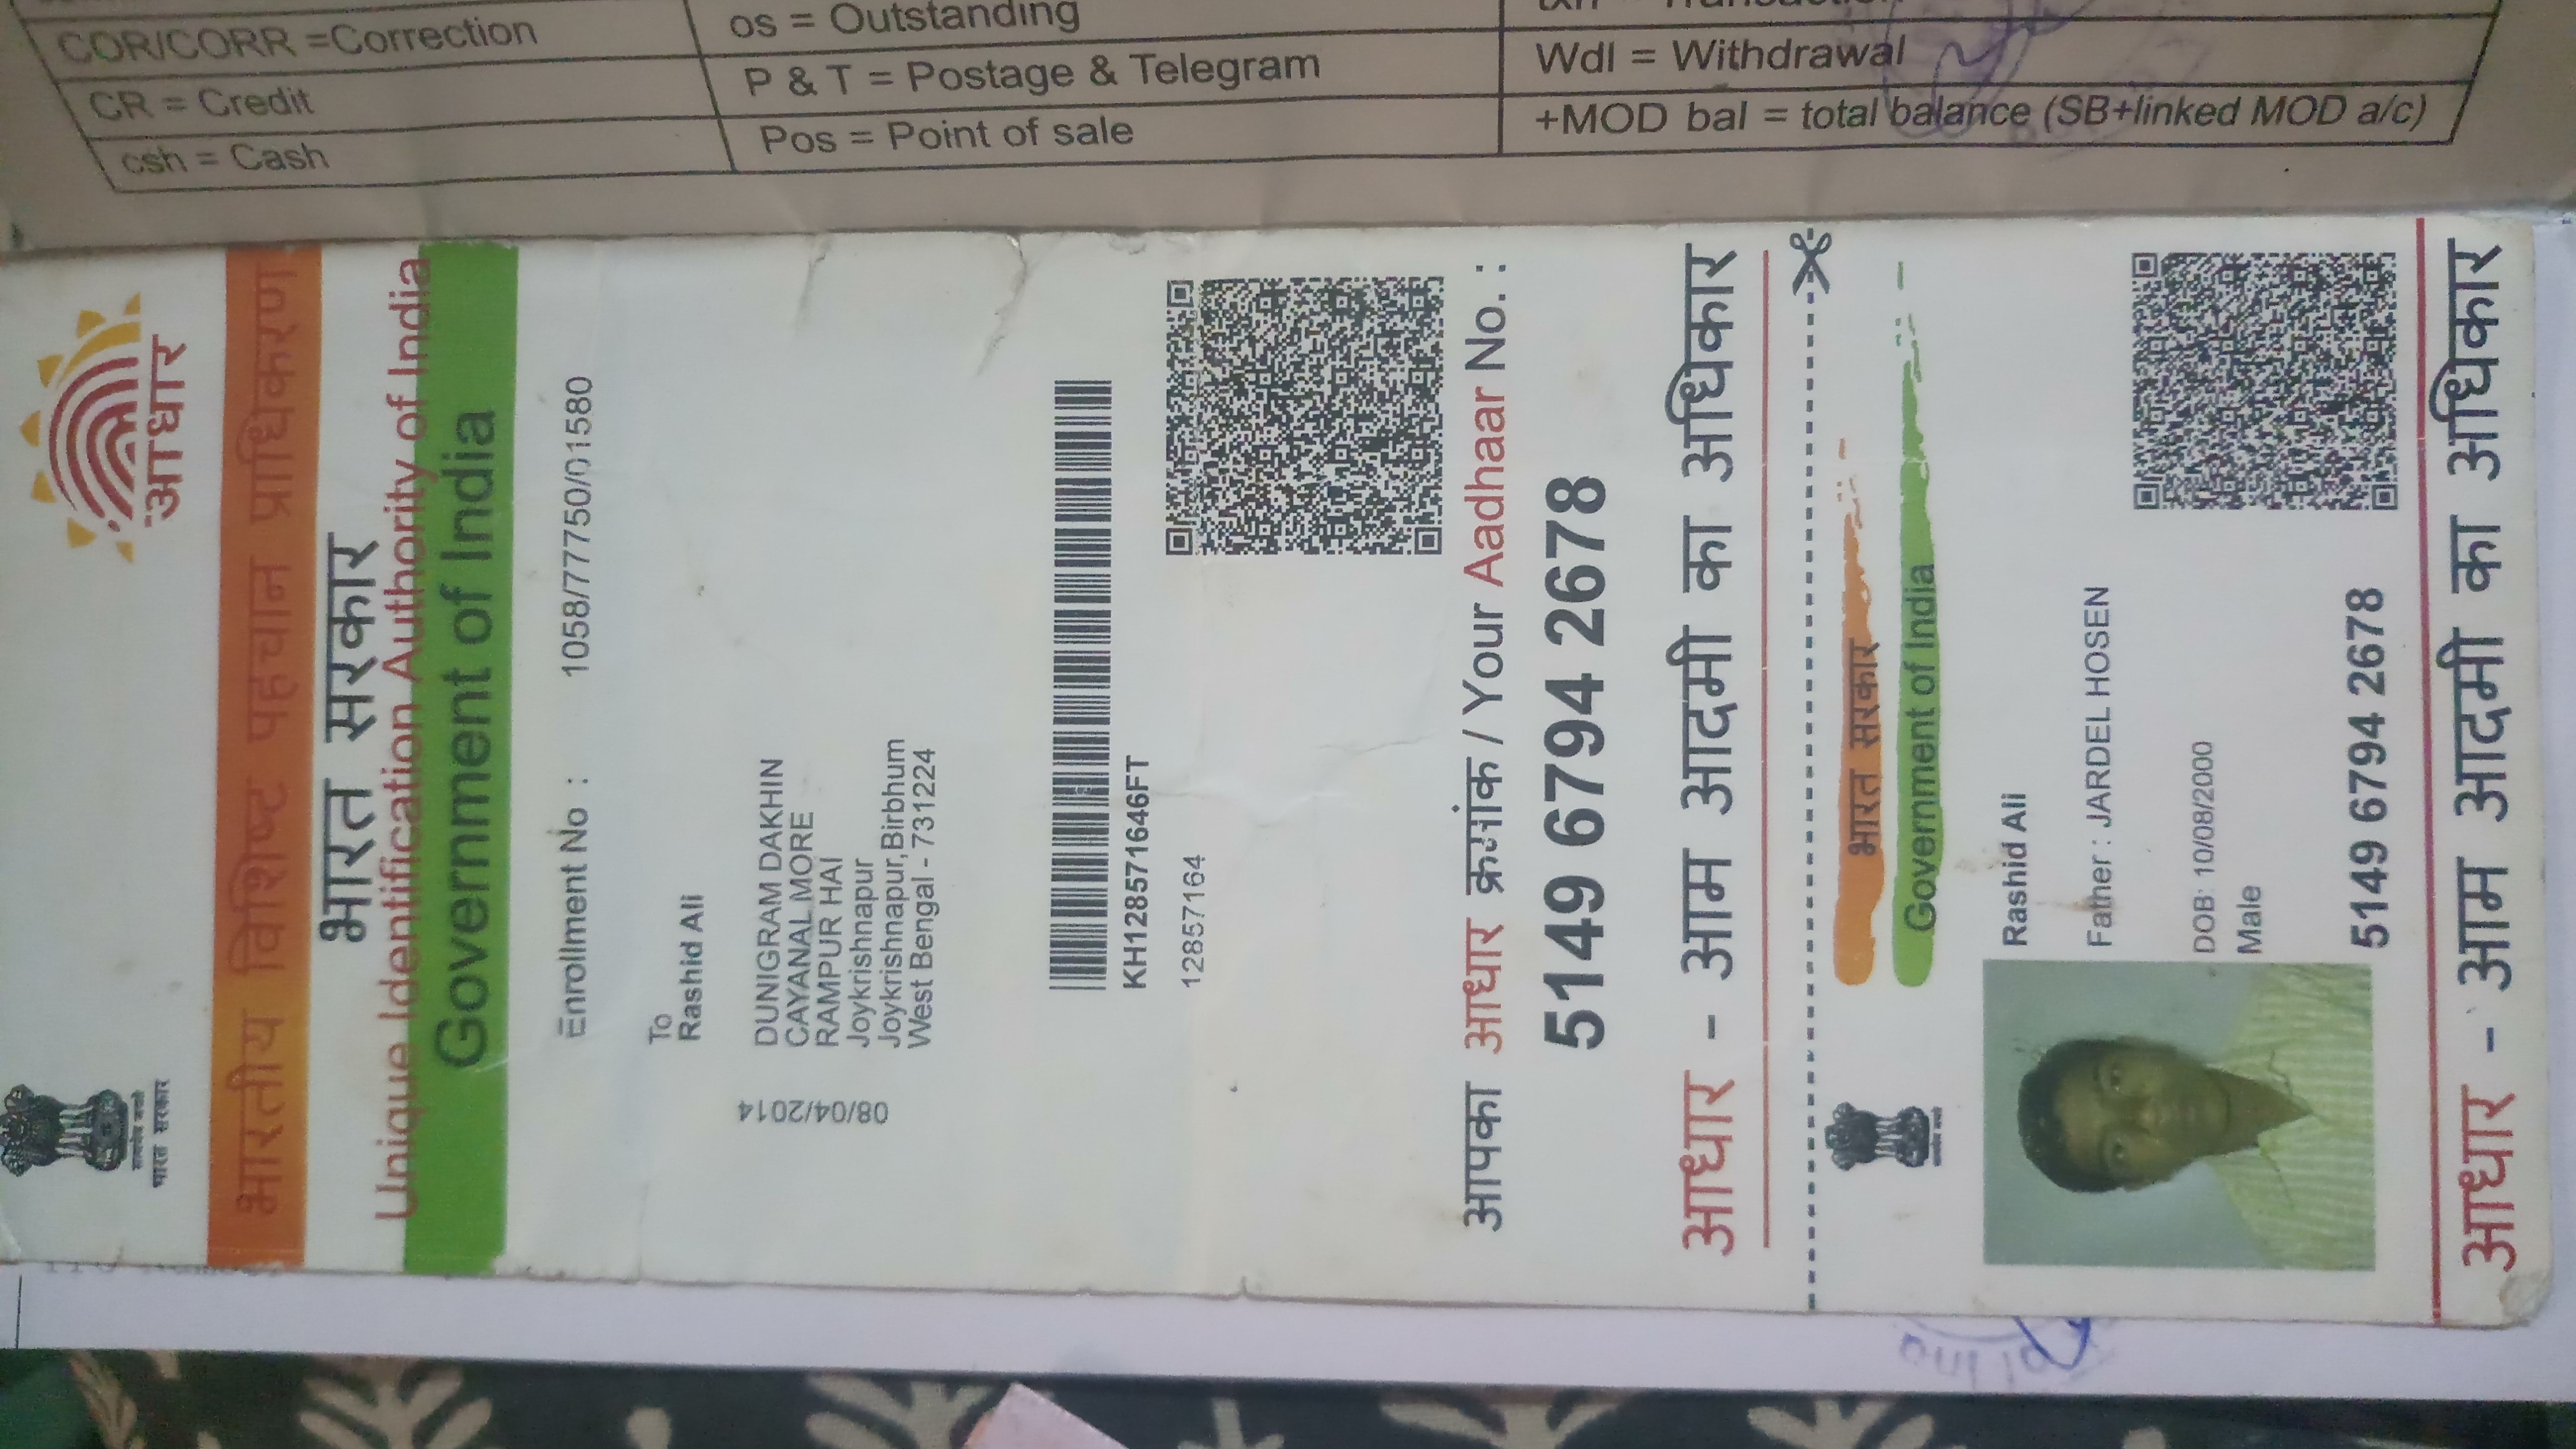 COR/CORR =Correction
CR = Credit
csh = Cash
os = Outstanding
P & T = Postage & Telegram
Pos = Point of sale
Wdl = Withdrawal
+MOD bal = total balance (SB+linked MOD a/c)
सत्यमेव जयते
भारत सरकार
आधार
भारतीय विशिष्ट पहचान प्राधिकरण
भारत सरकार
Unique Identification Authority of India
Government of India
Enrollment No : 1058/77750/01580
To
Rashid Ali
DUNIGRAM DAKHIN
CAYANAL MORE
RAMPUR HAI
Joykrishnapur
Joykrishnapur,Birbhum
West Bengal - 731224
08/04/2014
KH128571646FT
12857164
आपका आधार क्रमांक / Your Aadhaar No. :
5149 6794 2678
आधार - आम आदमी का अधिकार
भारत सरकार
Government of India
Rashid Ali
Father : JARDEL HOSEN
DOB: 10/08/2000
Male
5149 6794 2678
आधार - आम आदमी का अधिकार